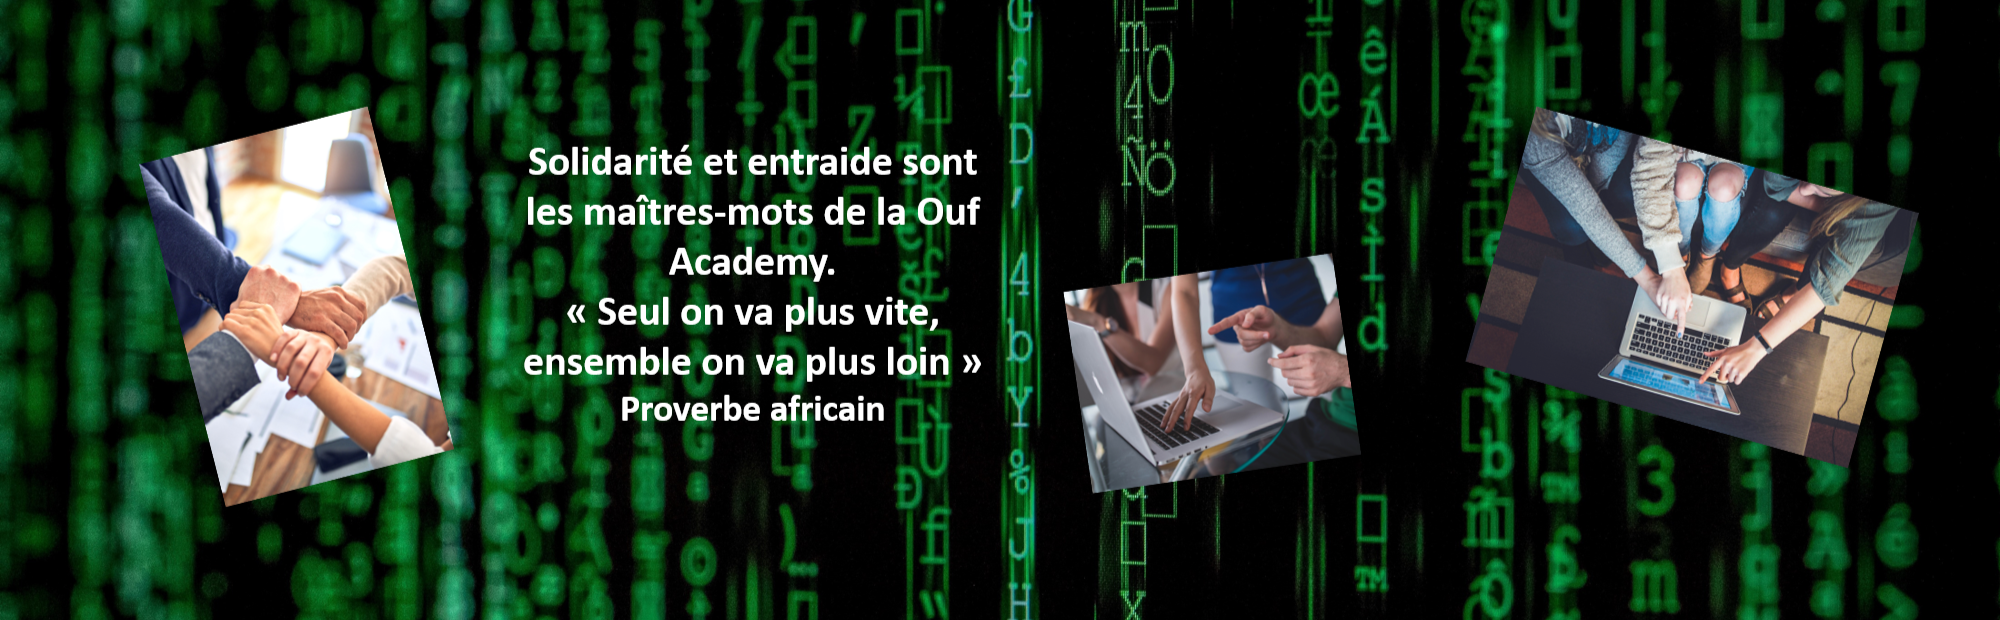 Solidarité et entraide sont
les maîtres-mots de la Ouf
Academy.
« Seul on va plus vite,
ensemble on va plus loin »
Proverbe africain